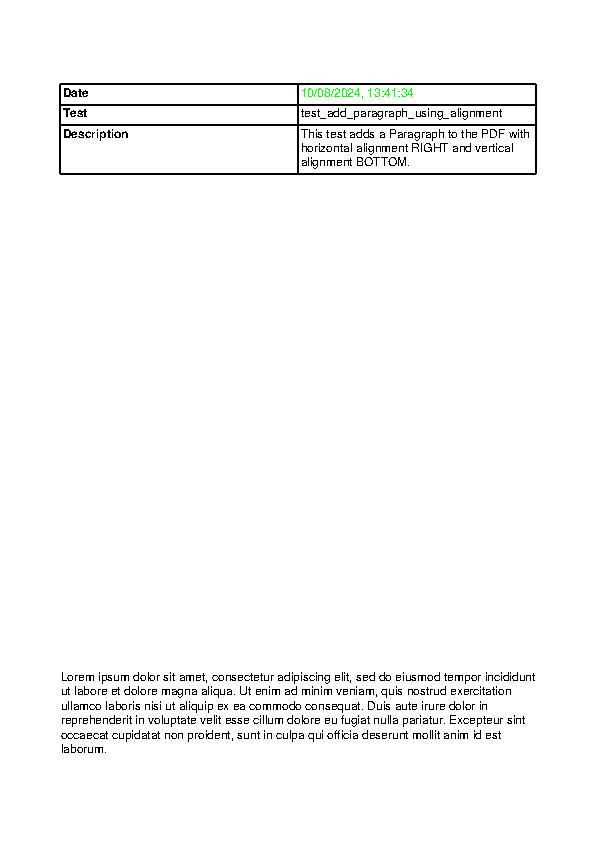 Date 10/08/2024, 13:41:34
Test test_add_paragraph_using_alignment
Description This test adds a Paragraph to the PDF with
horizontal alignment RIGHT and vertical
alignment BOTTOM.
Lorem ipsum dolor sit amet, consectetur adipiscing elit, sed do eiusmod tempor incididunt
ut labore et dolore magna aliqua. Ut enim ad minim veniam, quis nostrud exercitation
ullamco laboris nisi ut aliquip ex ea commodo consequat. Duis aute irure dolor in
reprehenderit in voluptate velit esse cillum dolore eu fugiat nulla pariatur. Excepteur sint
occaecat cupidatat non proident, sunt in culpa qui officia deserunt mollit anim id est
laborum.